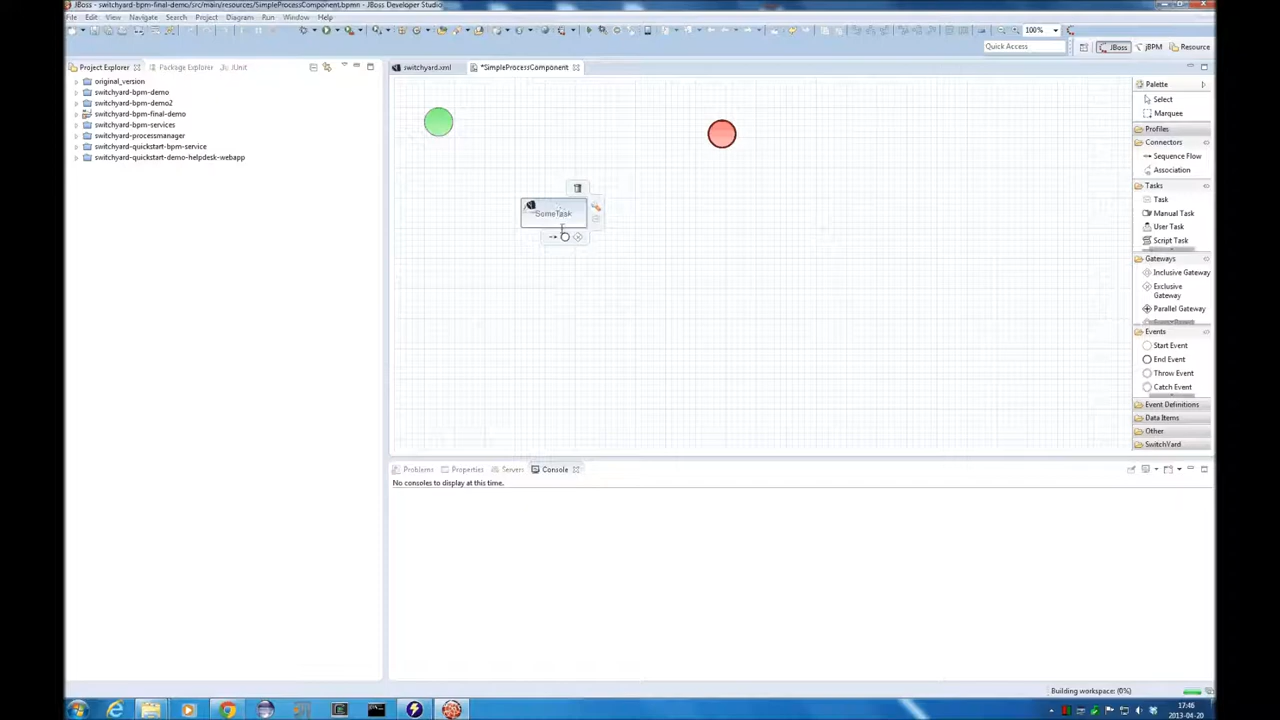 JBoss - switchyard-bpm-final-demo/src/main/resources/SimpleProcessComponent.bpmn - JBoss Developer Studio
File Edit View Navigate Search Project Diagram Run Window Help
100%
Quick Access JBoss jBPM Resource
Project Explorer Package Explorer JUnit
switchyard.xml *SimpleProcessComponent
original_version
switchyard-bpm-demo
switchyard-bpm-demo2
switchyard-bpm-final-demo
switchyard-bpm-services
switchyard-processmanager
switchyard-quickstart-bpm-service
switchyard-quickstart-demo-helpdesk-webapp
SomeTask
Palette
Select
Marquee
Profiles
Connectors
Sequence Flow
Association
Tasks
Task
Manual Task
User Task
Script Task
Gateways
Inclusive Gateway
Exclusive
Gateway
Parallel Gateway
Events
Start Event
End Event
Throw Event
Catch Event
Event Definitions
Data Items
Other
SwitchYard
Problems Properties Servers Console
No consoles to display at this time.
Building workspace: (0%)
17:46
2013-04-20